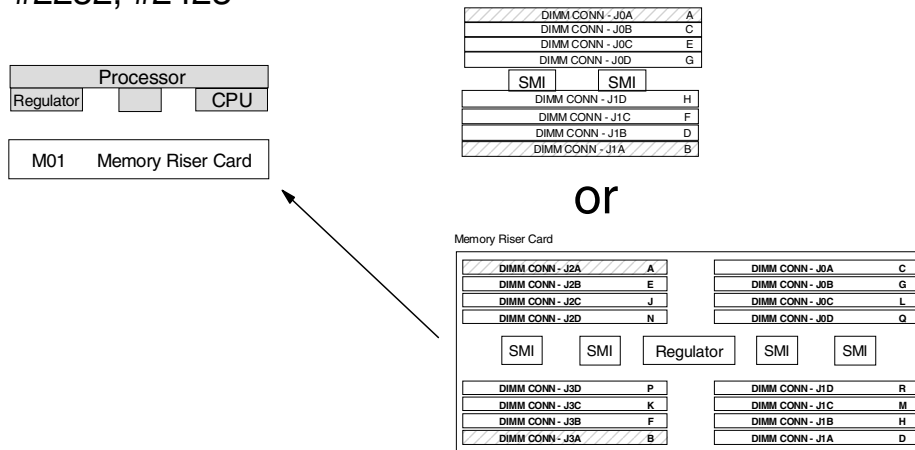 DIMM CONN - J0A A
DIMM CONN - J0B C
DIMM CONN - J0C E
DIMM CONN - J0D G
SMI SMI
DIMM CONN - J1D H
DIMM CONN - J1C F
DIMM CONN - J1B D
DIMM CONN - J1A B
Processor
Regulator CPU
M01 Memory Riser Card
or
Memory Riser Card
DIMM CONN - J2A A DIMM CONN - J0A C
DIMM CONN - J2B E DIMM CONN - J0B G
DIMM CONN - J2C J DIMM CONN - J0C L
DIMM CONN - J2D N DIMM CONN - J0D Q
SMI SMI Regulator SMI SMI
DIMM CONN - J3D P DIMM CONN - J1D R
DIMM CONN - J3C K DIMM CONN - J1C M
DIMM CONN - J3B F DIMM CONN - J1B H
DIMM CONN - J3A B DIMM CONN - J1A D